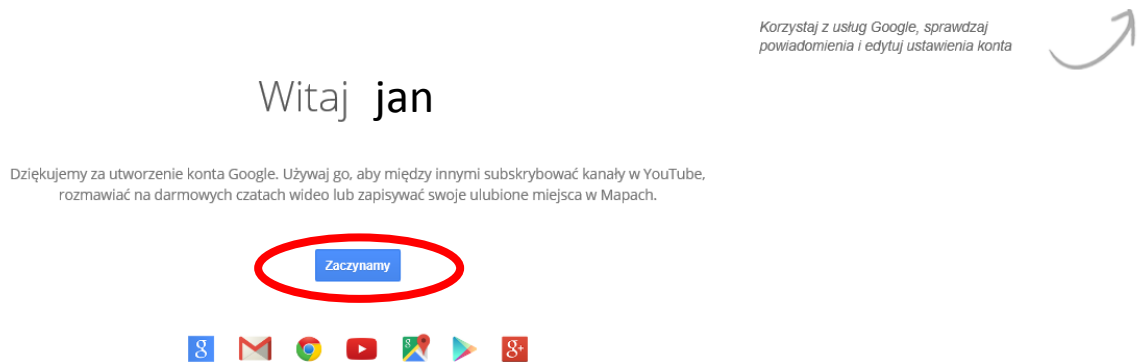 Korzystaj z usług Google, sprawdzaj
powiadomienia i edytuj ustawienia konta
Witaj jan
Dziękujemy za utworzenie konta Google. Używaj go, aby między innymi subskrybować kanały w YouTube,
rozmawiać na darmowych czatach wideo lub zapisywać swoje ulubione miejsca w Mapach.
Zaczynamy